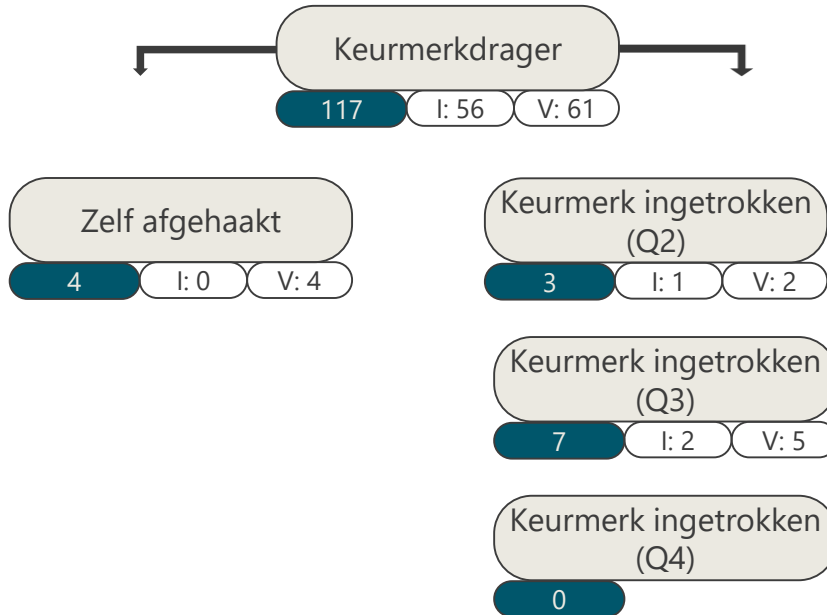 Keurmerkdrager
117 I: 56 V: 61
Zelf afgehaakt
4 I: 0 V: 4
Keurmerk ingetrokken
(Q2)
3 I: 1 V: 2
Keurmerk ingetrokken
(Q3)
7 I: 2 V: 5
Keurmerk ingetrokken
(Q4)
0